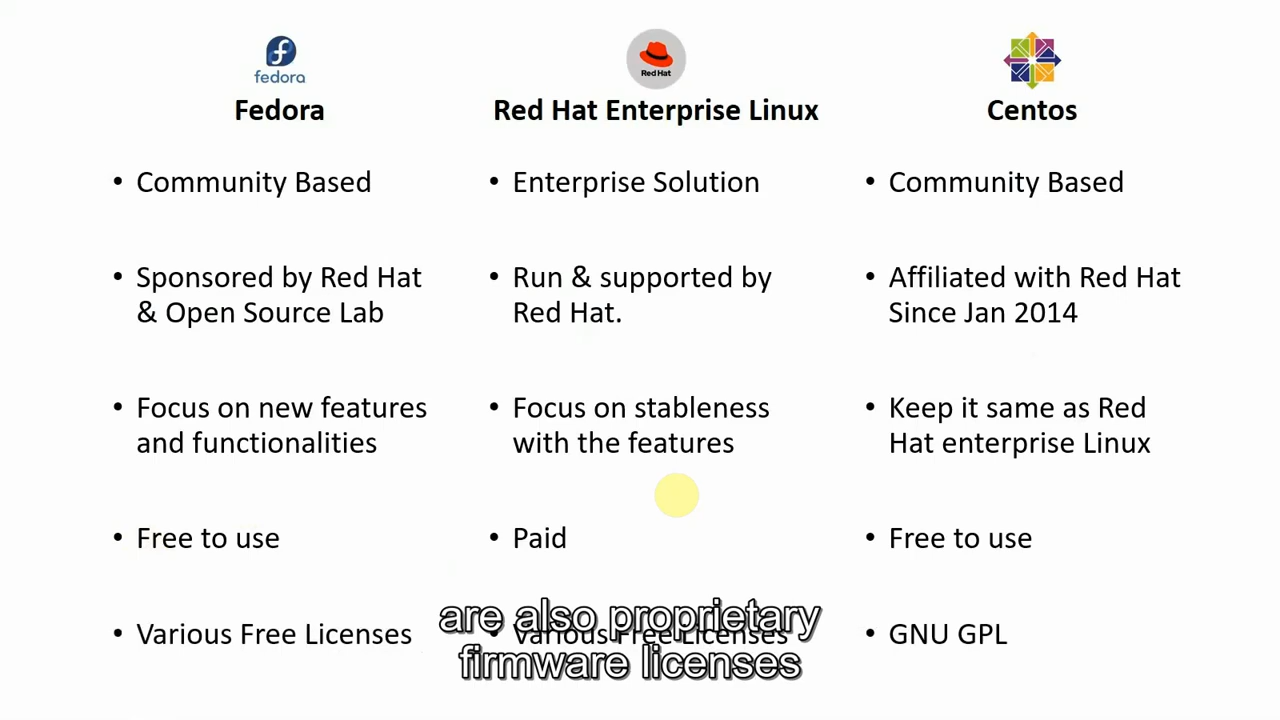 fedora
Fedora
• Community Based
• Sponsored by Red Hat
& Open Source Lab
• Focus on new features
and functionalities
• Free to use
• Various Free Licenses
Red Hat
Red Hat Enterprise Linux
• Enterprise Solution
• Run & supported by
Red Hat.
• Focus on stableness
with the features
• Paid
• Various Free Licenses
Centos
• Community Based
• Affiliated with Red Hat
Since Jan 2014
• Keep it same as Red
Hat enterprise Linux
• Free to use
• GNU GPL
are also proprietary
firmware licenses